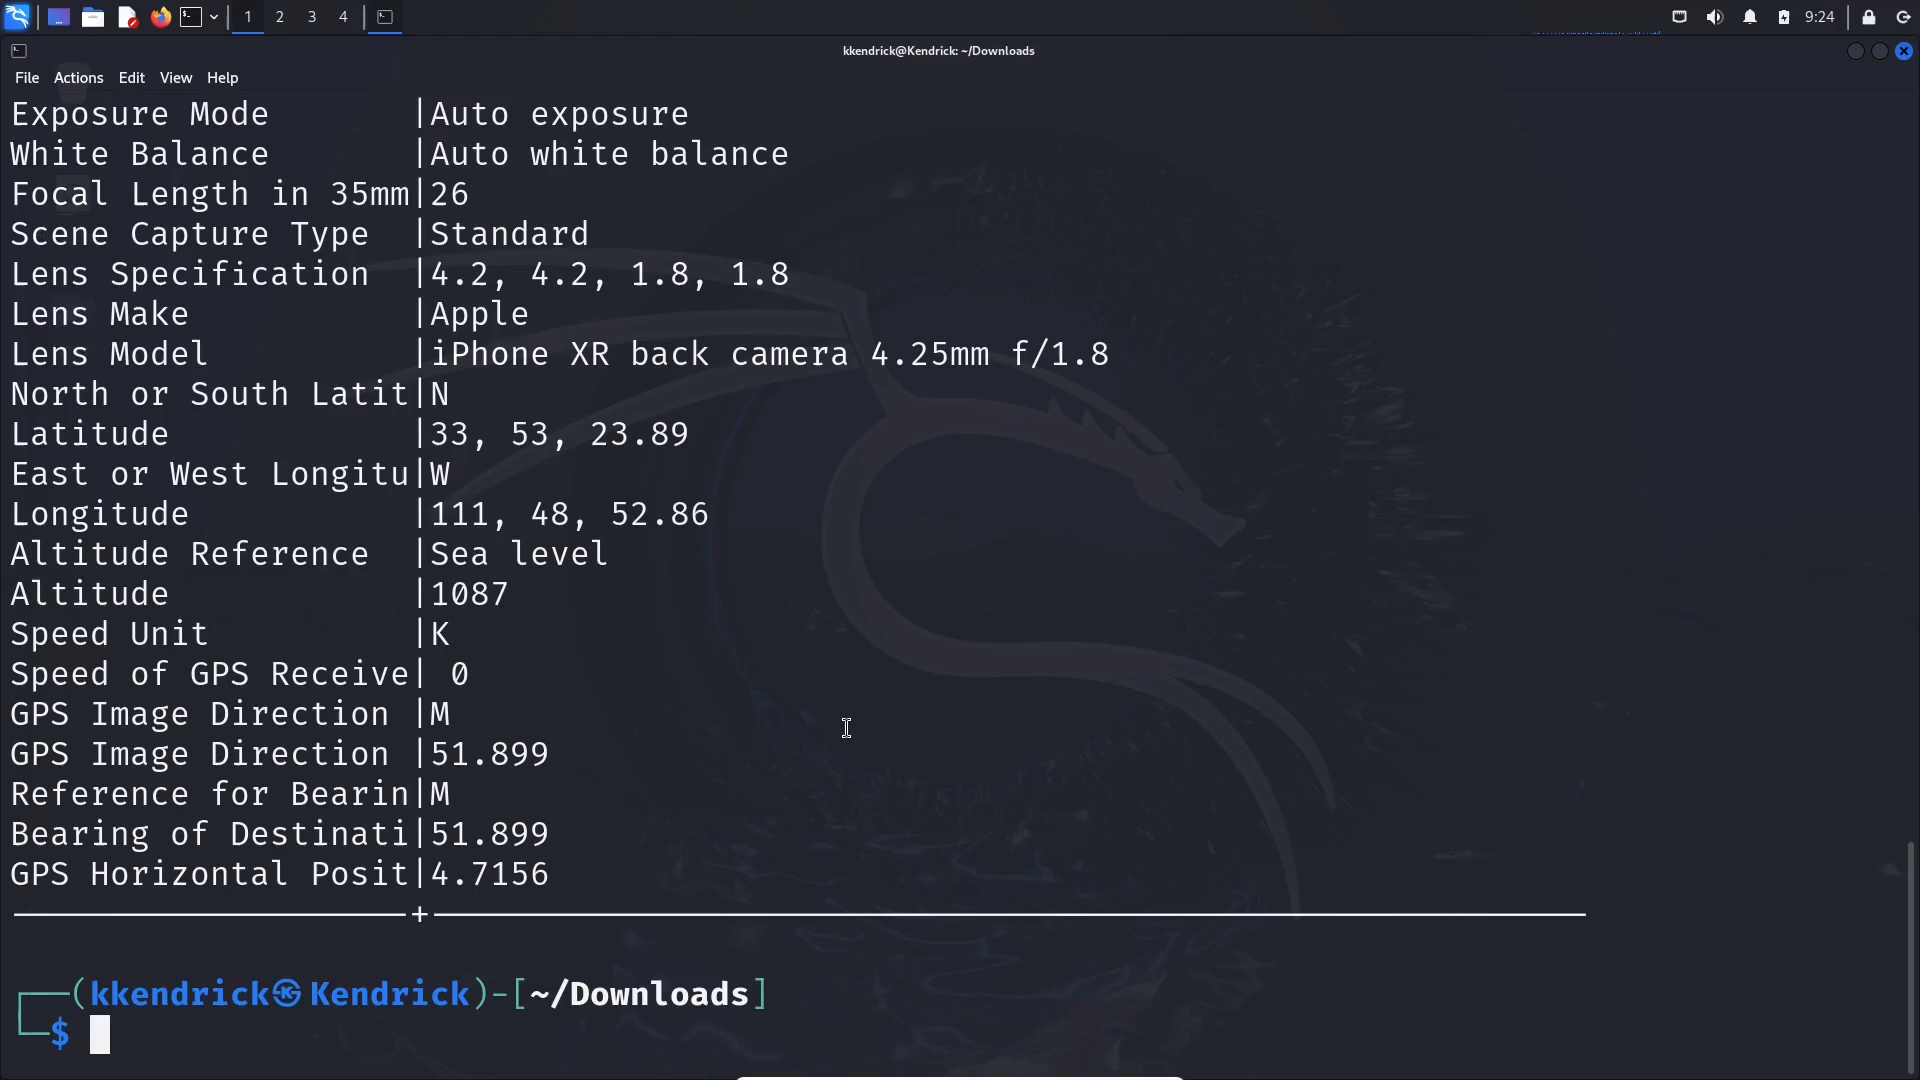 1 2 3 4 9:24
kkendrick@Kendrick: ~/Downloads
File Actions Edit View Help
Exposure Mode |Auto exposure
White Balance |Auto white balance
Focal Length in 35mm|26
Scene Capture Type |Standard
Lens Specification |4.2, 4.2, 1.8, 1.8
Lens Make |Apple
Lens Model |iPhone XR back camera 4.25mm f/1.8
North or South Latit|N
Latitude |33, 53, 23.89
East or West Longitu|W
Longitude |111, 48, 52.86
Altitude Reference |Sea level
Altitude |1087
Speed Unit |K
Speed of GPS Receive| 0
GPS Image Direction |M
GPS Image Direction |51.899
Reference for Bearin|M
Bearing of Destinati|51.899
GPS Horizontal Posit|4.7156
--------------------+----------------------------------------------------------
┌──(kkendrick㉿Kendrick)-[~/Downloads]
└─$